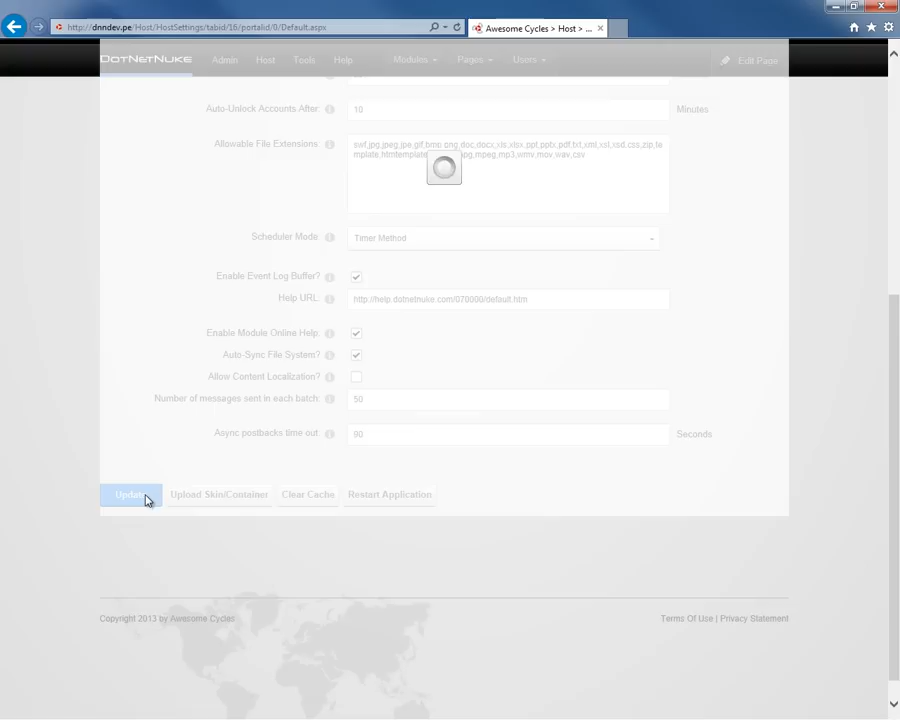 http://dnndev.pe/Host/HostSettings/tabid/16/portalid/0/Default.aspx
Awesome Cycles > Host > ...
DOTNETNUKE Admin Host Tools Help Modules Pages Users Edit Page
Auto-Unlock Accounts After: 10 Minutes
Allowable File Extensions: swf,jpg,jpeg,jpe,gif,bmp,png,doc,docx,xls,xlsx,ppt,pptx,pdf,txt,xml,xsl,xsd,css,zip,te
mplate,htmtemplate mpeg,mp3,wmv,mov,wav,csv
Scheduler Mode: Timer Method
Enable Event Log Buffer?
Help URL: http://help.dotnetnuke.com/070000/default.htm
Enable Module Online Help:
Auto-Sync File System?
Allow Content Localization?
Number of messages sent in each batch: 50
Async postbacks time out: 90 Seconds
Update Upload Skin/Container Clear Cache Restart Application
Copyright 2013 by Awesome Cycles Terms Of Use | Privacy Statement